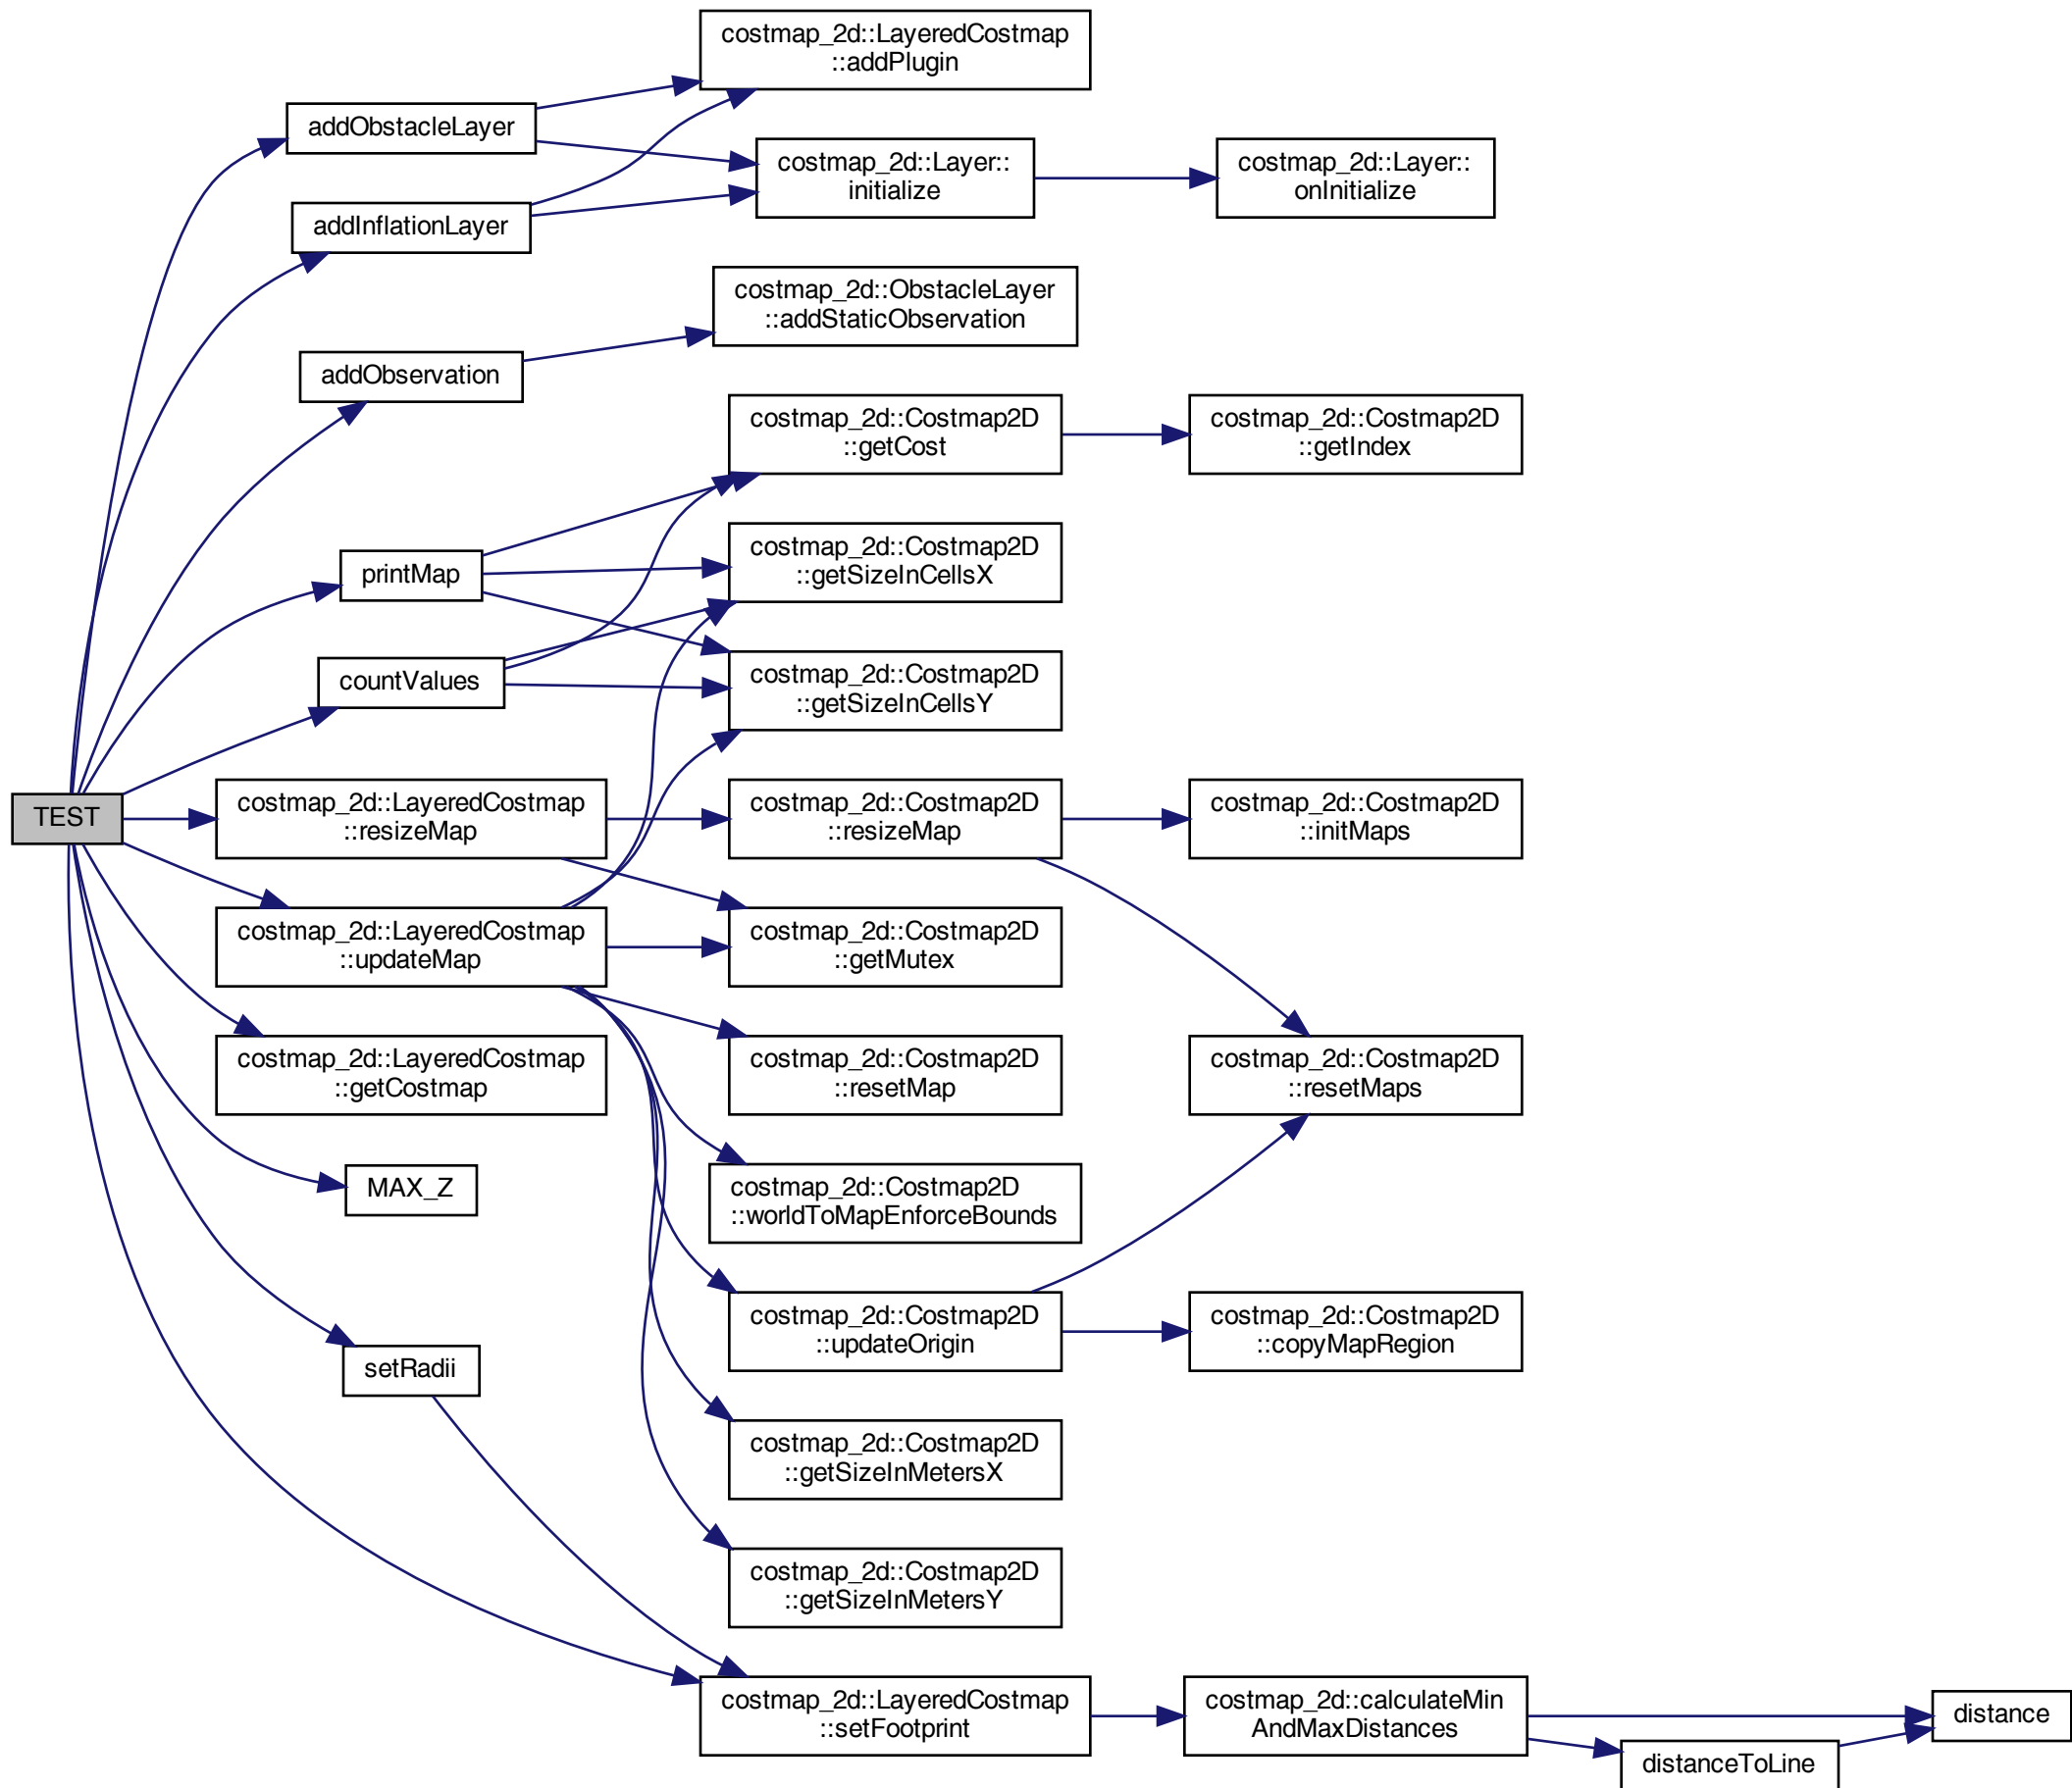 costmap_2d::LayeredCostmap
::addPlugin
addObstacleLayer
costmap_2d::Layer::
initialize
costmap_2d::Layer::
onInitialize
addInflationLayer
costmap_2d::ObstacleLayer
::addStaticObservation
addObservation
costmap_2d::Costmap2D
::getCost
costmap_2d::Costmap2D
::getIndex
costmap_2d::Costmap2D
::getSizeInCellsX
printMap
costmap_2d::Costmap2D
::getSizeInCellsY
countValues
TEST
costmap_2d::LayeredCostmap
::resizeMap
costmap_2d::Costmap2D
::resizeMap
costmap_2d::Costmap2D
::initMaps
costmap_2d::LayeredCostmap
::updateMap
costmap_2d::Costmap2D
::getMutex
costmap_2d::LayeredCostmap
::getCostmap
costmap_2d::Costmap2D
::resetMap
costmap_2d::Costmap2D
::resetMaps
MAX_Z
costmap_2d::Costmap2D
::worldToMapEnforceBounds
costmap_2d::Costmap2D
::updateOrigin
costmap_2d::Costmap2D
::copyMapRegion
setRadii
costmap_2d::Costmap2D
::getSizeInMetersX
costmap_2d::Costmap2D
::getSizeInMetersY
costmap_2d::LayeredCostmap
::setFootprint
costmap_2d::calculateMin
AndMaxDistances
distance
distanceToLine